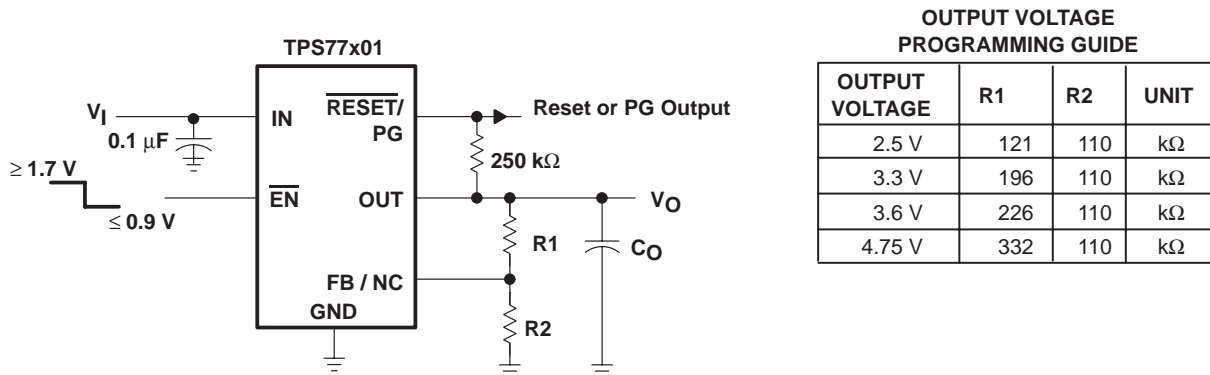 TPS77x01
V_I
0.1 μF
≥ 1.7 V
≤ 0.9 V
IN
EN
RESET/
PG
OUT
FB / NC
GND
Reset or PG Output
250 kΩ
V_O
R1
C_O
R2
OUTPUT VOLTAGE
PROGRAMMING GUIDE
OUTPUT
VOLTAGE
R1 R2 UNIT
2.5 V 121 110 kΩ
3.3 V 196 110 kΩ
3.6 V 226 110 kΩ
4.75 V 332 110 kΩ